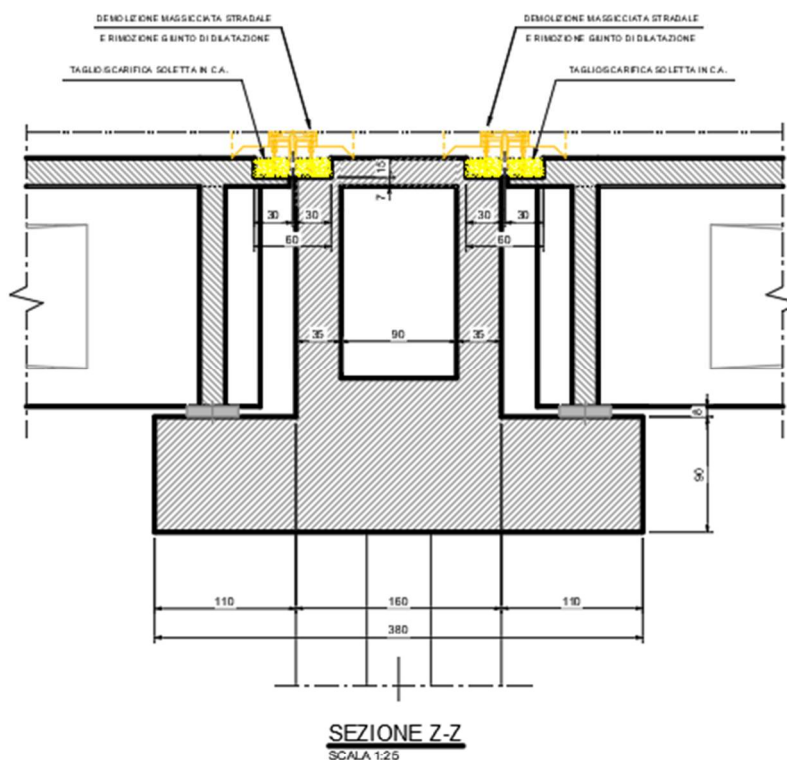 DEMOLIZIONE MASSICCIATA STRADALE
E RIMOZIONE GIUNTO DI DILATAZIONE
TAGLIO/SCARIFICA SOLETTA IN C.A.
DEMOLIZIONE MASSICCIATA STRADALE
E RIMOZIONE GIUNTO DI DILATAZIONE
TAGLIO/SCARIFICA SOLETTA IN C.A.
15
7
30 30
60
30 30
60
35 90 35
8
90
110 160 110
380
SEZIONE Z-Z
SCALA 1:25